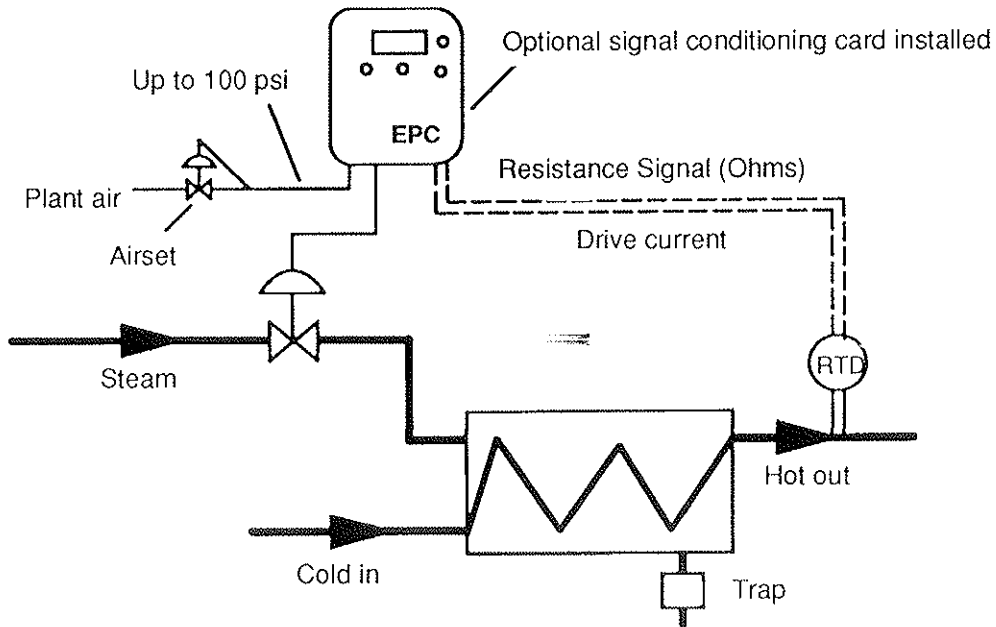 Optional signal conditioning card installed
Up to 100 psi
EPC
Resistance Signal (Ohms)
Plant air
Drive current
Airset
RTD
Steam
Hot out
Cold in
Trap